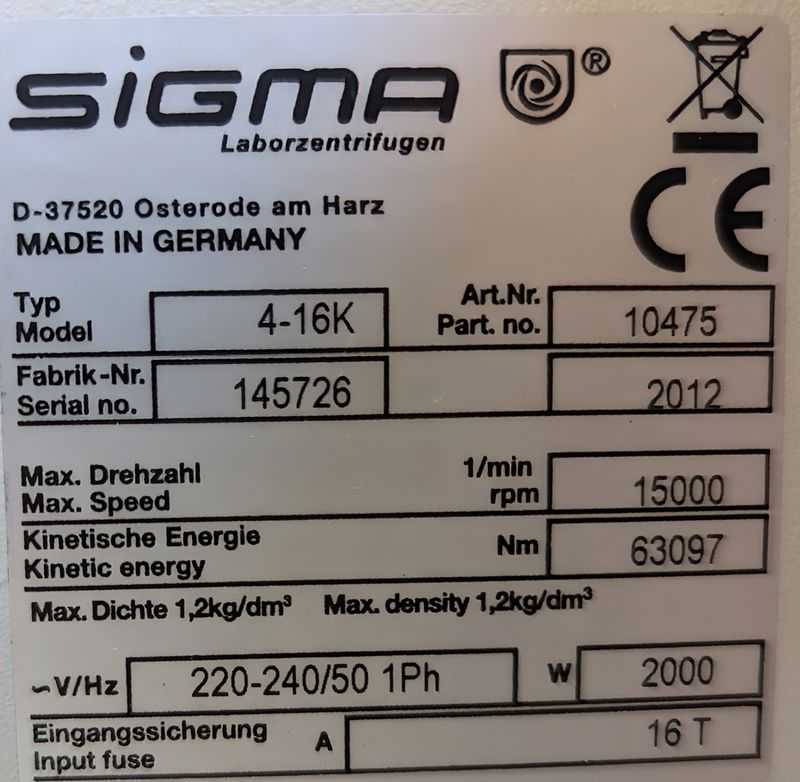 SIGMA ®
Laborzentrifugen
D-37520 Osterode am Harz
MADE IN GERMANY
CE
Typ
Model 4-16K
Art.Nr.
Part. no. 10475
Fabrik-Nr.
Serial no. 145726 2012
Max. Drehzahl 1/min
Max. Speed rpm 15000
Kinetische Energie
Kinetic energy Nm 63097
Max. Dichte 1,2kg/dm³ Max. density 1,2kg/dm³
~V/Hz 220-240/50 1Ph W 2000
Eingangssicherung
Input fuse A 16 T